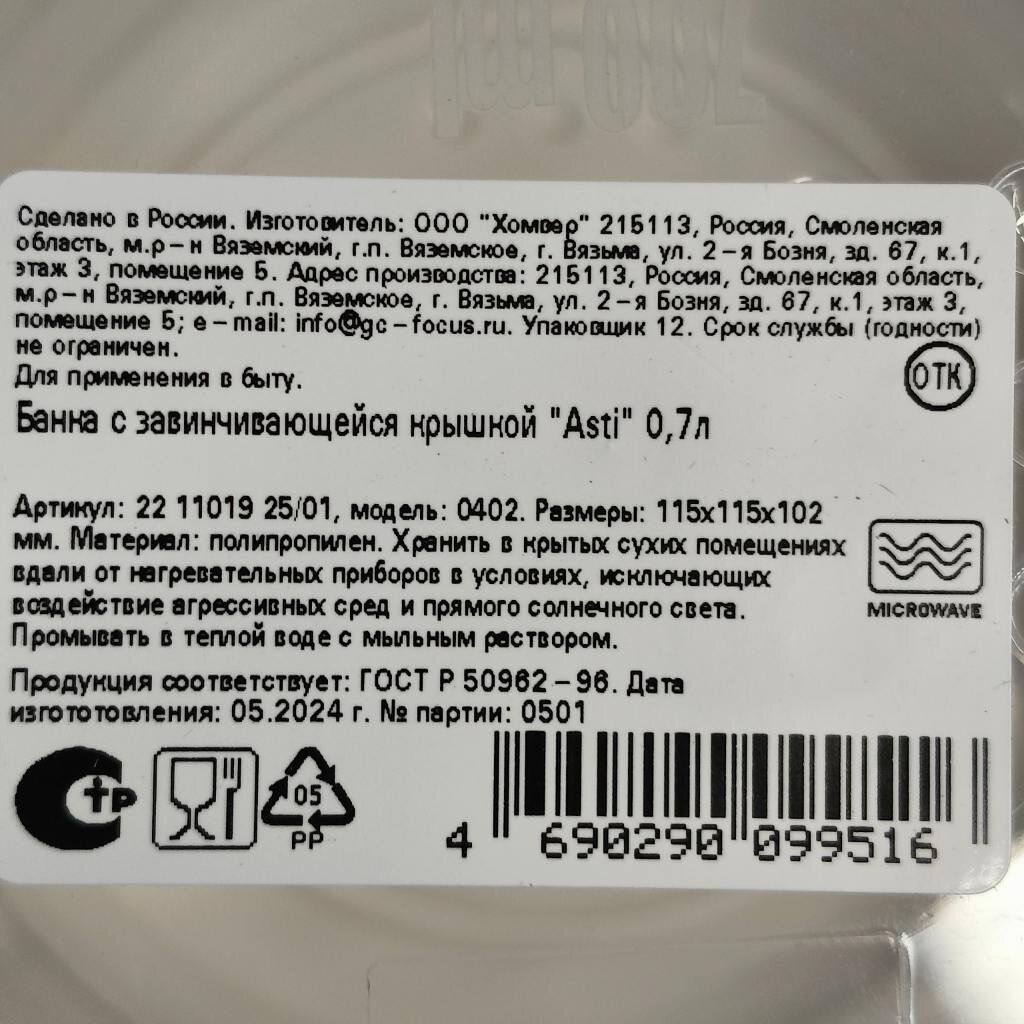 700 ml
Сделано в России. Изготовитель: ООО "Хомвер" 215113, Россия, Смоленская
область, м.р-н Вяземский, г.п. Вяземское, г. Вязьма, ул. 2-я Бозня, зд. 67, к.1,
этаж 3, помещение 5. Адрес производства: 215113, Россия, Смоленская область,
м.р-н Вяземский, г.п. Вяземское, г. Вязьма, ул. 2-я Бозня, зд. 67, к.1, этаж 3,
помещение 5; e-mail: info@gc-focus.ru. Упаковщик 12. Срок службы (годности)
не ограничен.
Для применения в быту.
ОТК
Банка с завинчивающейся крышкой "Asti" 0,7л
Артикул: 22 11019 25/01, модель: 0402. Размеры: 115х115х102
мм. Материал: полипропилен. Хранить в крытых сухих помещениях
вдали от нагревательных приборов в условиях, исключающих
воздействие агрессивных сред и прямого солнечного света.
Промывать в теплой воде с мыльным раствором.
MICROWAVE
Продукция соответствует: ГОСТ Р 50962-96. Дата
изгототовления: 05.2024 г. № партии: 0501
05
PP
4 690290 099516